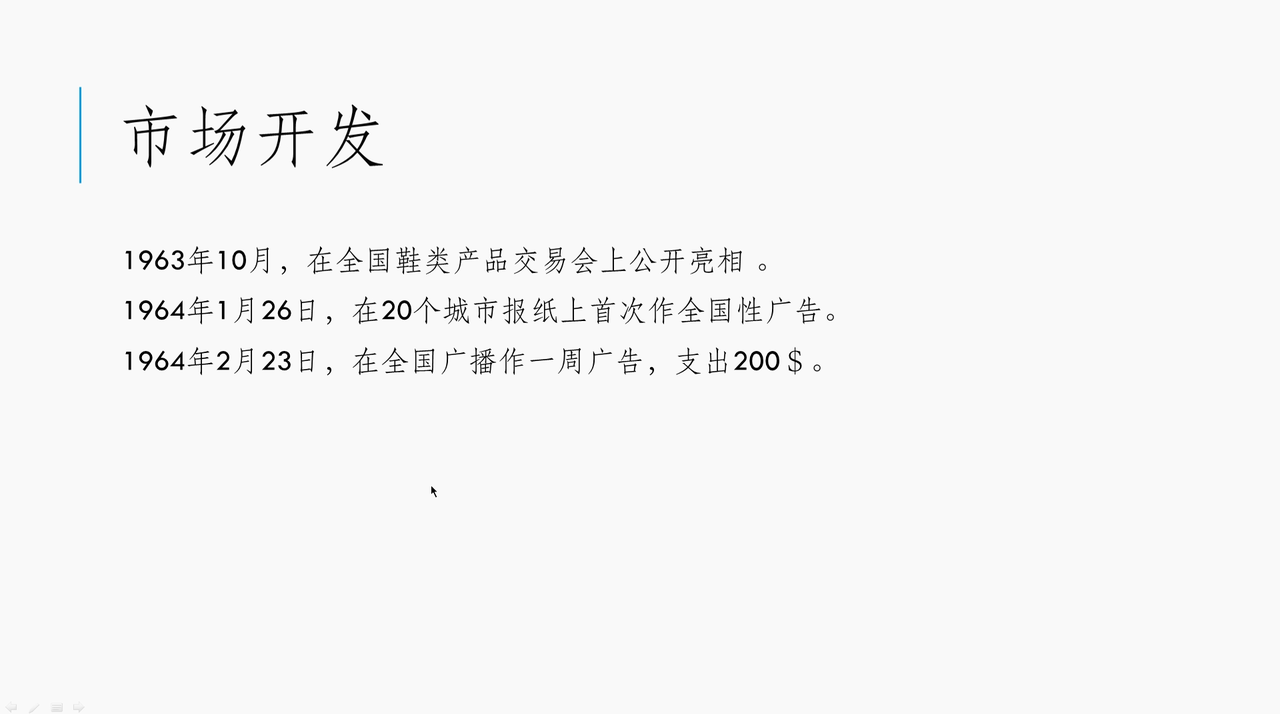 市场开发
1963年10月，在全国鞋类产品交易会上公开亮相 。
1964年1月26日，在20个城市报纸上首次作全国性广告。
1964年2月23日，在全国广播作一周广告，支出200＄。